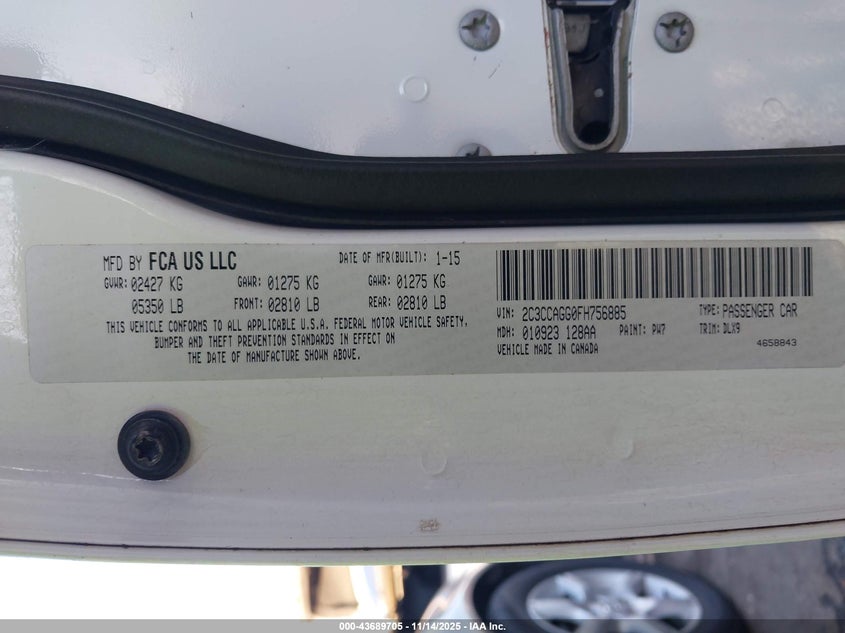 MFD BY FCA US LLC
DATE OF MFR(BUILT): 1-15
GVWR: 02427 KG GAWR: 01275 KG GAWR: 01275 KG
05350 LB FRONT: 02810 LB REAR: 02810 LB
THIS VEHICLE CONFORMS TO ALL APPLICABLE U.S.A. FEDERAL MOTOR VEHICLE SAFETY,
BUMPER AND THEFT PREVENTION STANDARDS IN EFFECT ON
THE DATE OF MANUFACTURE SHOWN ABOVE.
VIN: 2C3CCAGG0FH756885 TYPE: PASSENGER CAR
MDH: 010923 128AA PAINT: PW7 TRIM: DLX9
VEHICLE MADE IN CANADA
4658843
000-43689705 - 11/14/2025 - IAA Inc.